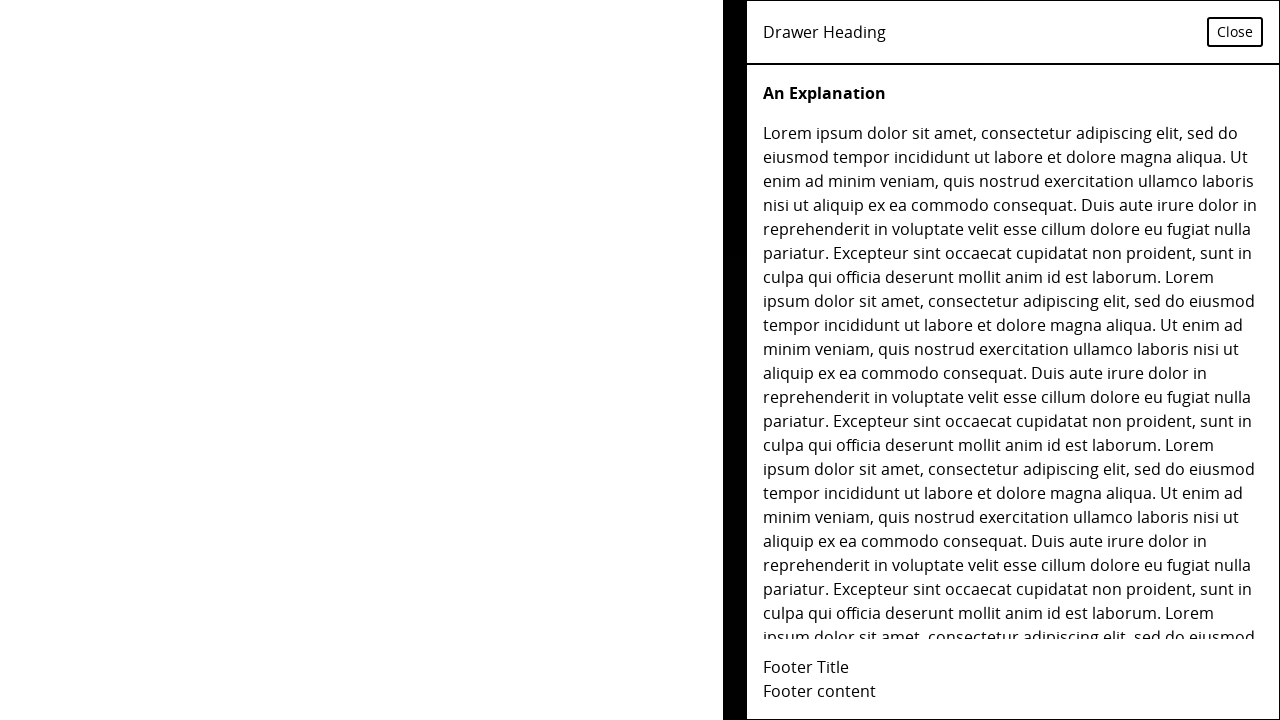 Drawer Heading
Close
An Explanation
Lorem ipsum dolor sit amet, consectetur adipiscing elit, sed do
eiusmod tempor incididunt ut labore et dolore magna aliqua. Ut
enim ad minim veniam, quis nostrud exercitation ullamco laboris
nisi ut aliquip ex ea commodo consequat. Duis aute irure dolor in
reprehenderit in voluptate velit esse cillum dolore eu fugiat nulla
pariatur. Excepteur sint occaecat cupidatat non proident, sunt in
culpa qui officia deserunt mollit anim id est laborum. Lorem
ipsum dolor sit amet, consectetur adipiscing elit, sed do eiusmod
tempor incididunt ut labore et dolore magna aliqua. Ut enim ad
minim veniam, quis nostrud exercitation ullamco laboris nisi ut
aliquip ex ea commodo consequat. Duis aute irure dolor in
reprehenderit in voluptate velit esse cillum dolore eu fugiat nulla
pariatur. Excepteur sint occaecat cupidatat non proident, sunt in
culpa qui officia deserunt mollit anim id est laborum. Lorem
ipsum dolor sit amet, consectetur adipiscing elit, sed do eiusmod
tempor incididunt ut labore et dolore magna aliqua. Ut enim ad
minim veniam, quis nostrud exercitation ullamco laboris nisi ut
aliquip ex ea commodo consequat. Duis aute irure dolor in
reprehenderit in voluptate velit esse cillum dolore eu fugiat nulla
pariatur. Excepteur sint occaecat cupidatat non proident, sunt in
culpa qui officia deserunt mollit anim id est laborum. Lorem
ipsum dolor sit amet, consectetur adipiscing elit, sed do eiusmod
Footer Title
Footer content